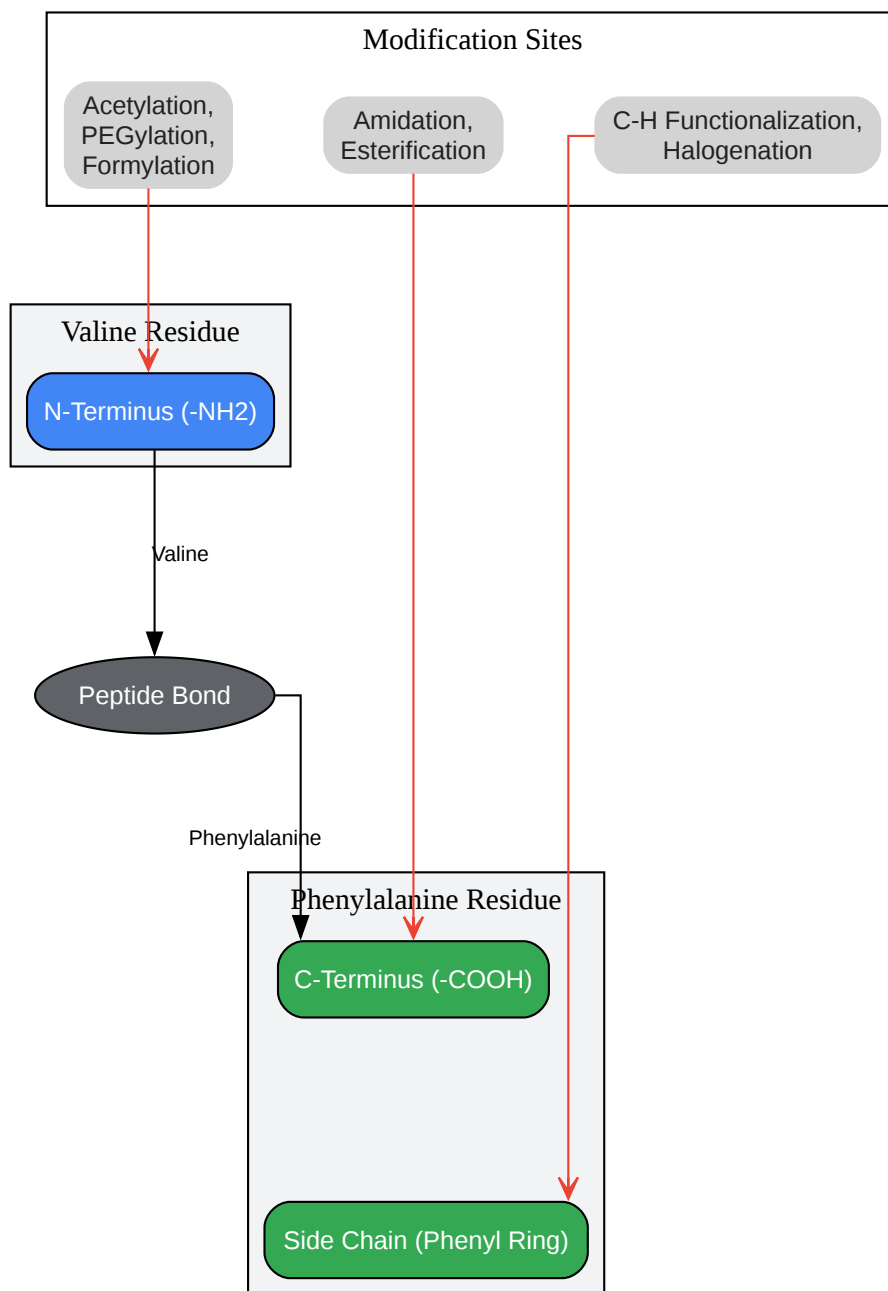 Modification Sites
Acetylation,
PEGylation,
Formylation
Amidation,
Esterification
C-H Functionalization,
Halogenation
Valine Residue
N-Terminus (-NH2)
Valine
Peptide Bond
Phenylalanine
Phenylalanine Residue
C-Terminus (-COOH)
Side Chain (Phenyl Ring)